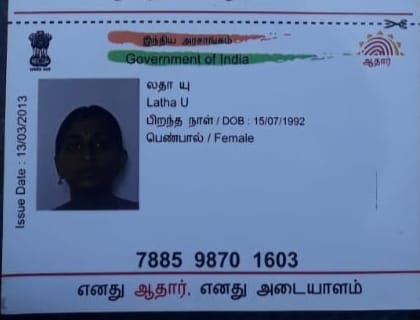 இந்திய அரசாங்கம்
Government of India
ஆதார்
லதா யு
Latha U
பிறந்த நாள் / DOB : 15/07/1992
பெண்பால் / Female
Issue Date : 13/03/2013
7885 9870 1603
எனது ஆதார், எனது அடையாளம்